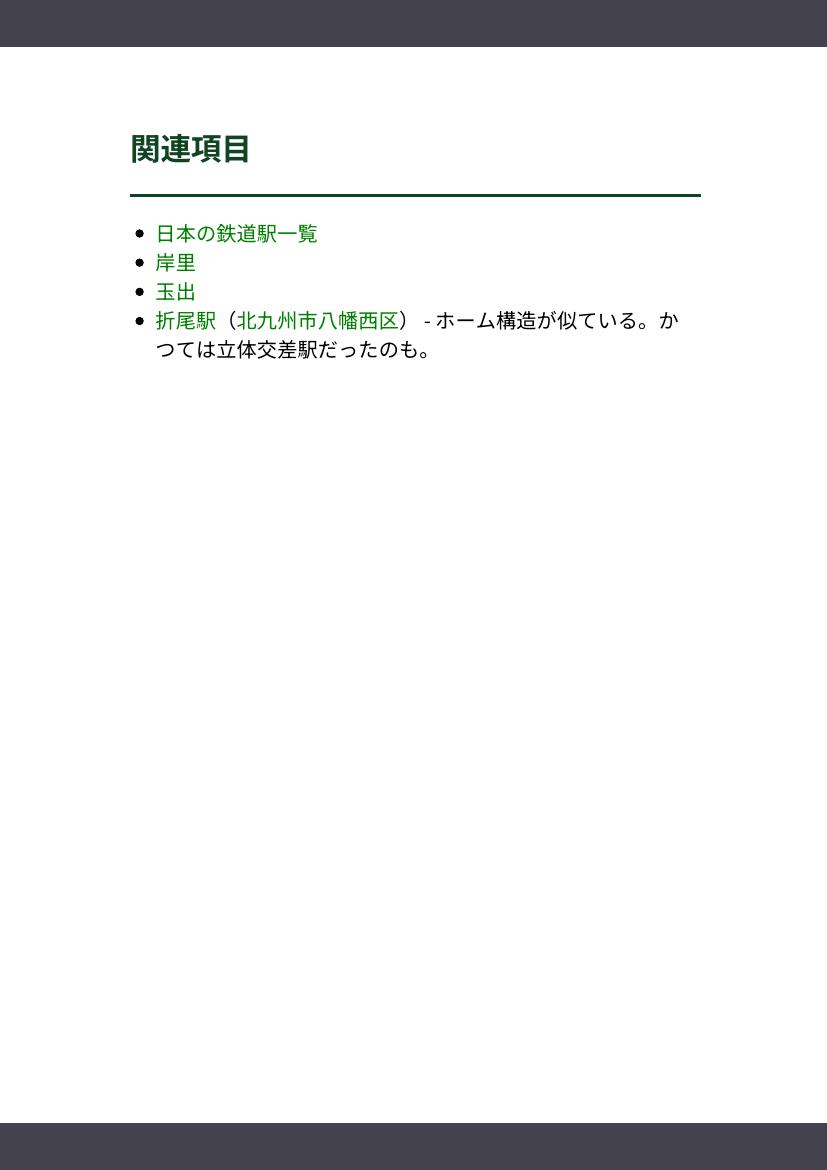 関連項目
日本の鉄道駅一覧
岸里
玉出
折尾駅（北九州市八幡西区） - ホーム構造が似ている。か
つては立体交差駅だったのも。